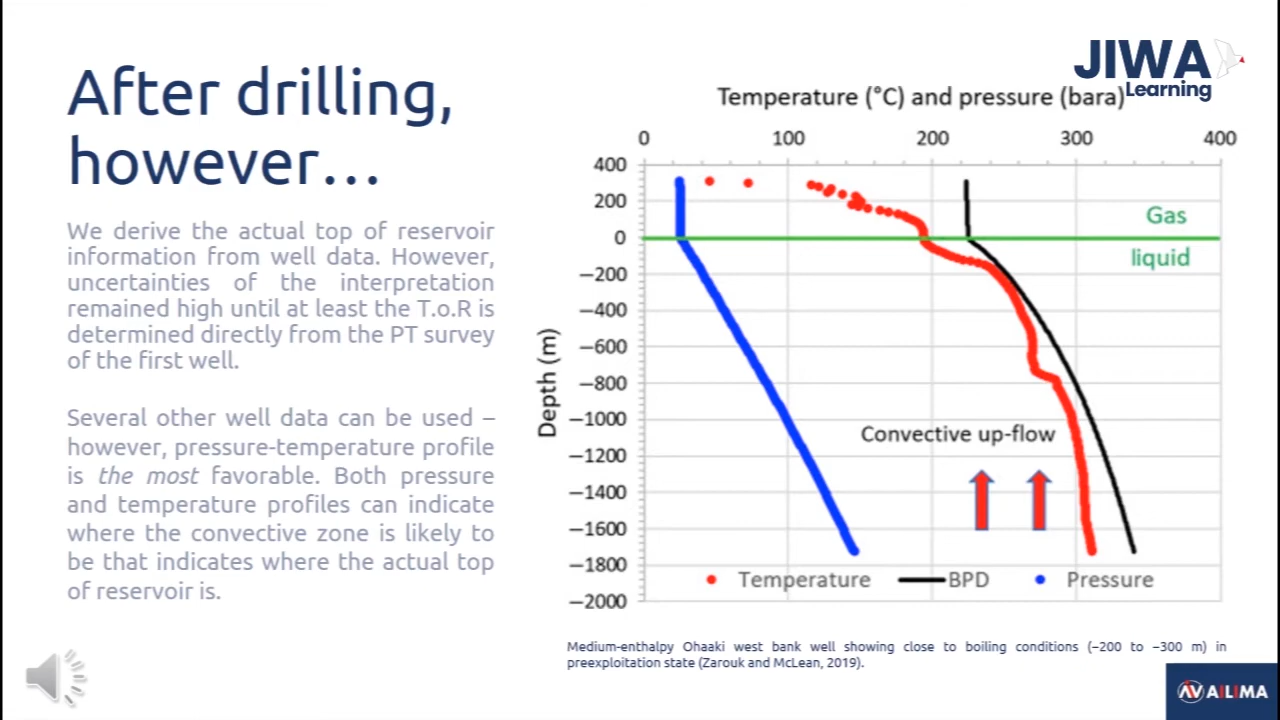 JIWA
Learning
After drilling,
however...
We derive the actual top of reservoir
information from well data. However,
uncertainties of the interpretation
remained high until at least the T.o.R is
determined directly from the PT survey
of the first well.
Several other well data can be used –
however, pressure-temperature profile
is the most favorable. Both pressure
and temperature profiles can indicate
where the convective zone is likely to
be that indicates where the actual top
of reservoir is.
Temperature (°C) and pressure (bara)
0 100 200 300 400
400
200
0
−200
−400
−600
−800
−1000
−1200
−1400
−1600
−1800
−2000
Depth (m)
Gas
liquid
Convective up-flow
Temperature BPD Pressure
Medium-enthalpy Ohaaki west bank well showing close to boiling conditions (−200 to −300 m) in
preexploitation state (Zarouk and McLean, 2019).
AILIMA